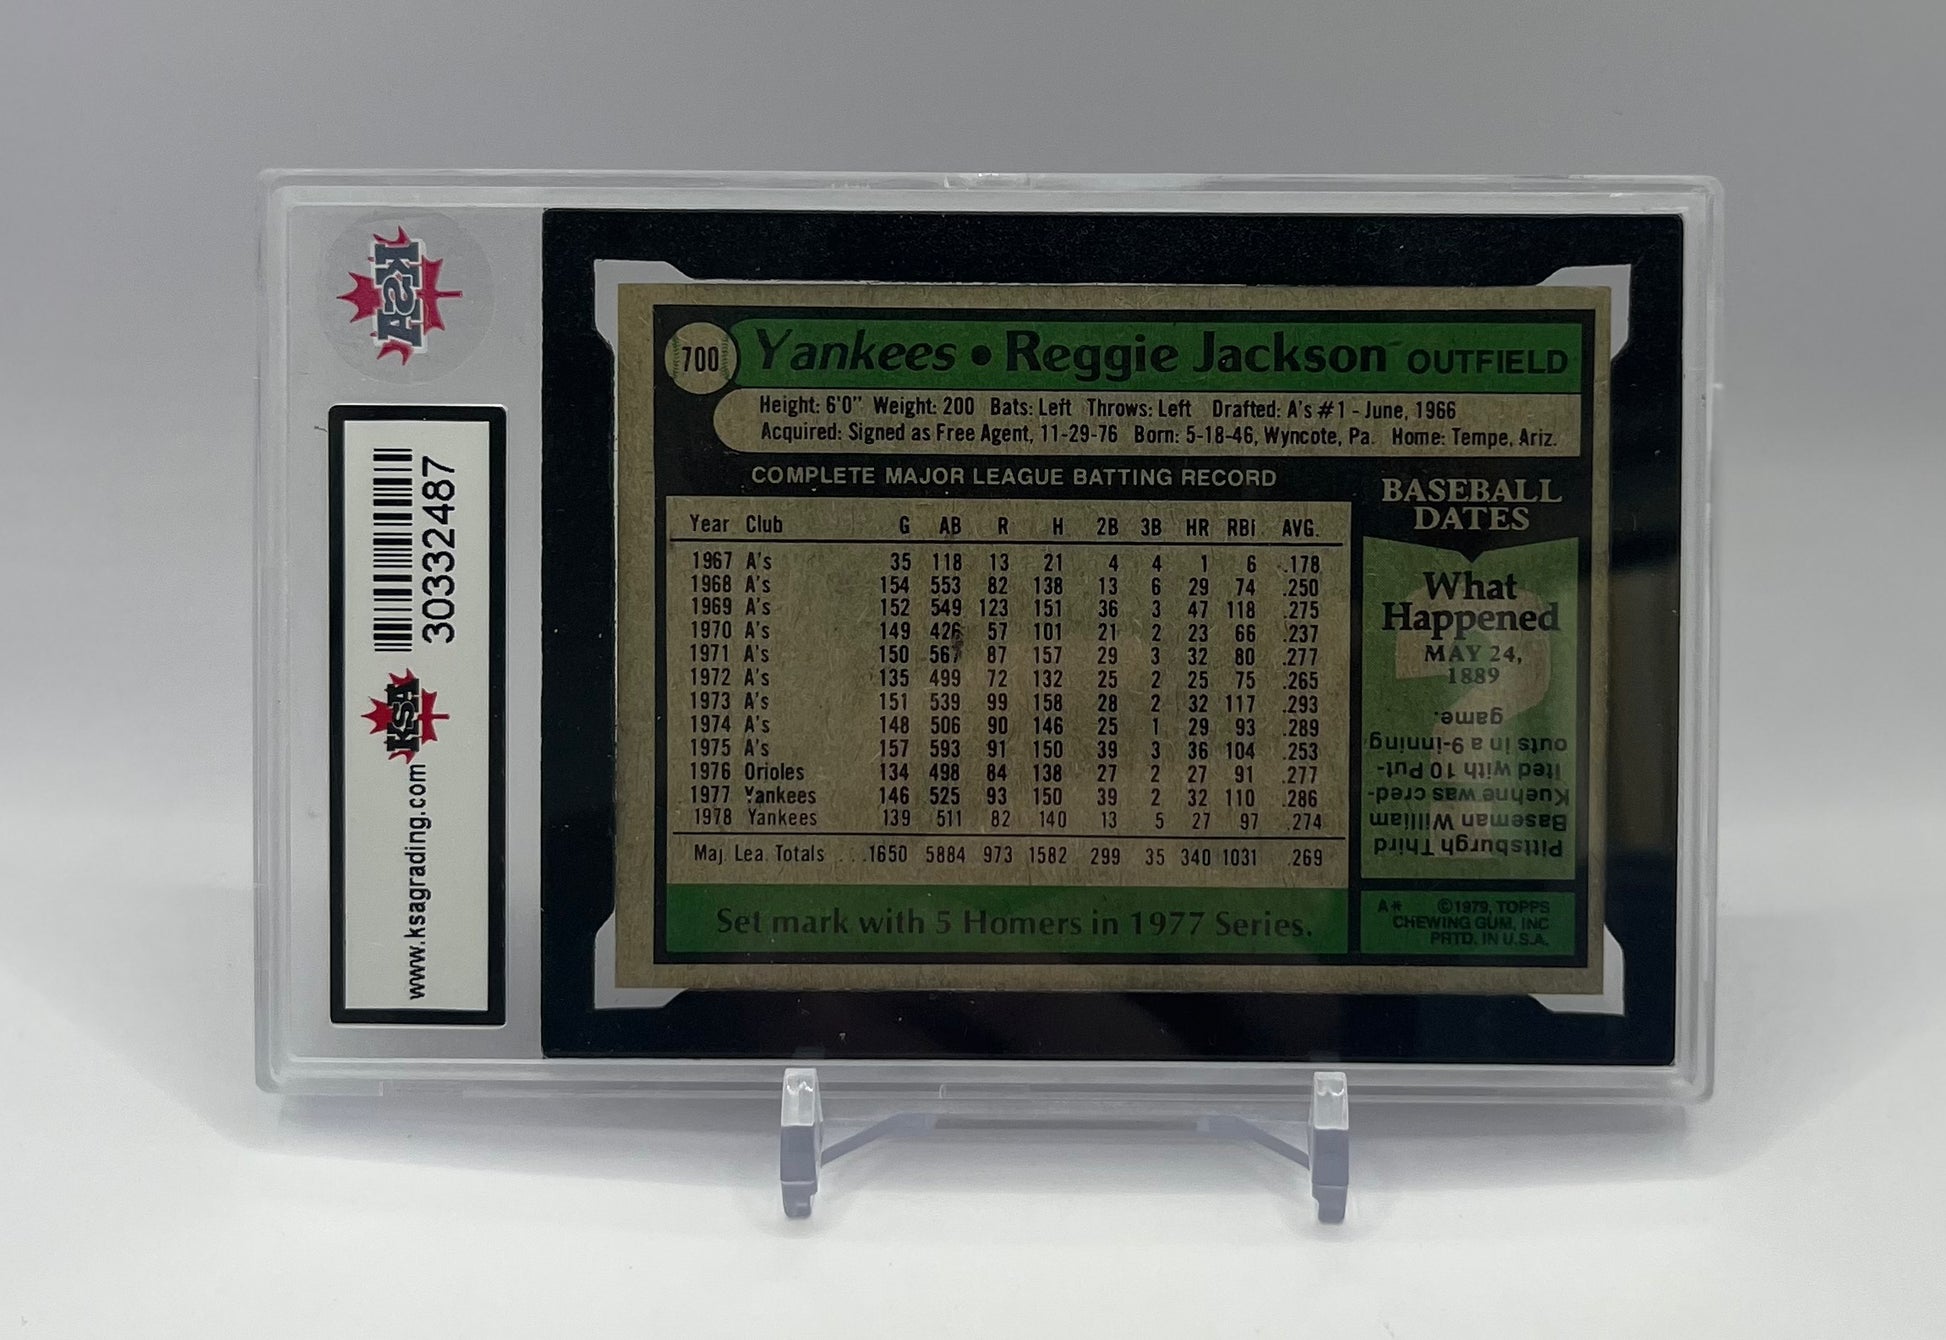 KSA
30332487
www.ksagrading.com KSA
700 Yankees • Reggie Jackson OUTFIELD
Height: 6'0" Weight: 200 Bats: Left Throws: Left Drafted: A's #1 - June, 1966
Acquired: Signed as Free Agent, 11-29-76 Born: 5-18-46, Wyncote, Pa. Home: Tempe, Ariz.
COMPLETE MAJOR LEAGUE BATTING RECORD
Year Club G AB R H 2B 3B HR RBI AVG.
1967 A's 35 118 13 21 4 4 1 6 .178
1968 A's 154 553 82 138 13 6 29 74 .250
1969 A's 152 549 123 151 36 3 47 118 .275
1970 A's 149 426 57 101 21 2 23 66 .237
1971 A's 150 567 87 157 29 3 32 80 .277
1972 A's 135 499 72 132 25 2 25 75 .265
1973 A's 151 539 99 158 28 2 32 117 .293
1974 A's 148 506 90 146 25 1 29 93 .289
1975 A's 157 593 91 150 39 3 36 104 .253
1976 Orioles 134 498 84 138 27 2 27 91 .277
1977 Yankees 146 525 93 150 39 2 32 110 .286
1978 Yankees 139 511 82 140 13 5 27 97 .274
Maj. Lea. Totals . . .1650 5884 973 1582 299 35 340 1031 .269
Set mark with 5 Homers in 1977 Series.
BASEBALL
DATES
What
Happened
MAY 24,
1889
Pittsburgh Third
Baseman William
Kuehne was cred-
ited with 10 Put-
outs in a 9-inning
game.
A* ©1979, TOPPS
CHEWING GUM, INC
PRTD. IN U.S.A.